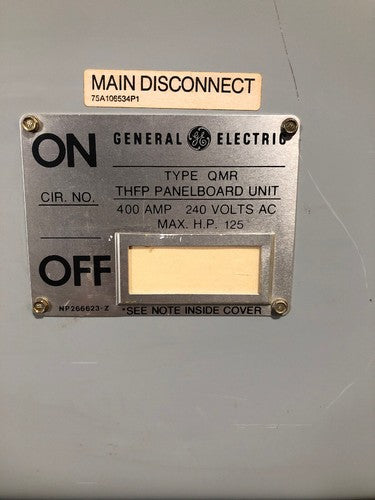 MAIN DISCONNECT
75A106534P1
ON
GENERAL GE ELECTRIC
TYPE QMR
CIR. NO.
THFP PANELBOARD UNIT
400 AMP 240 VOLTS AC
MAX. H.P. 125
OFF
NP266623-Z
*SEE NOTE INSIDE COVER